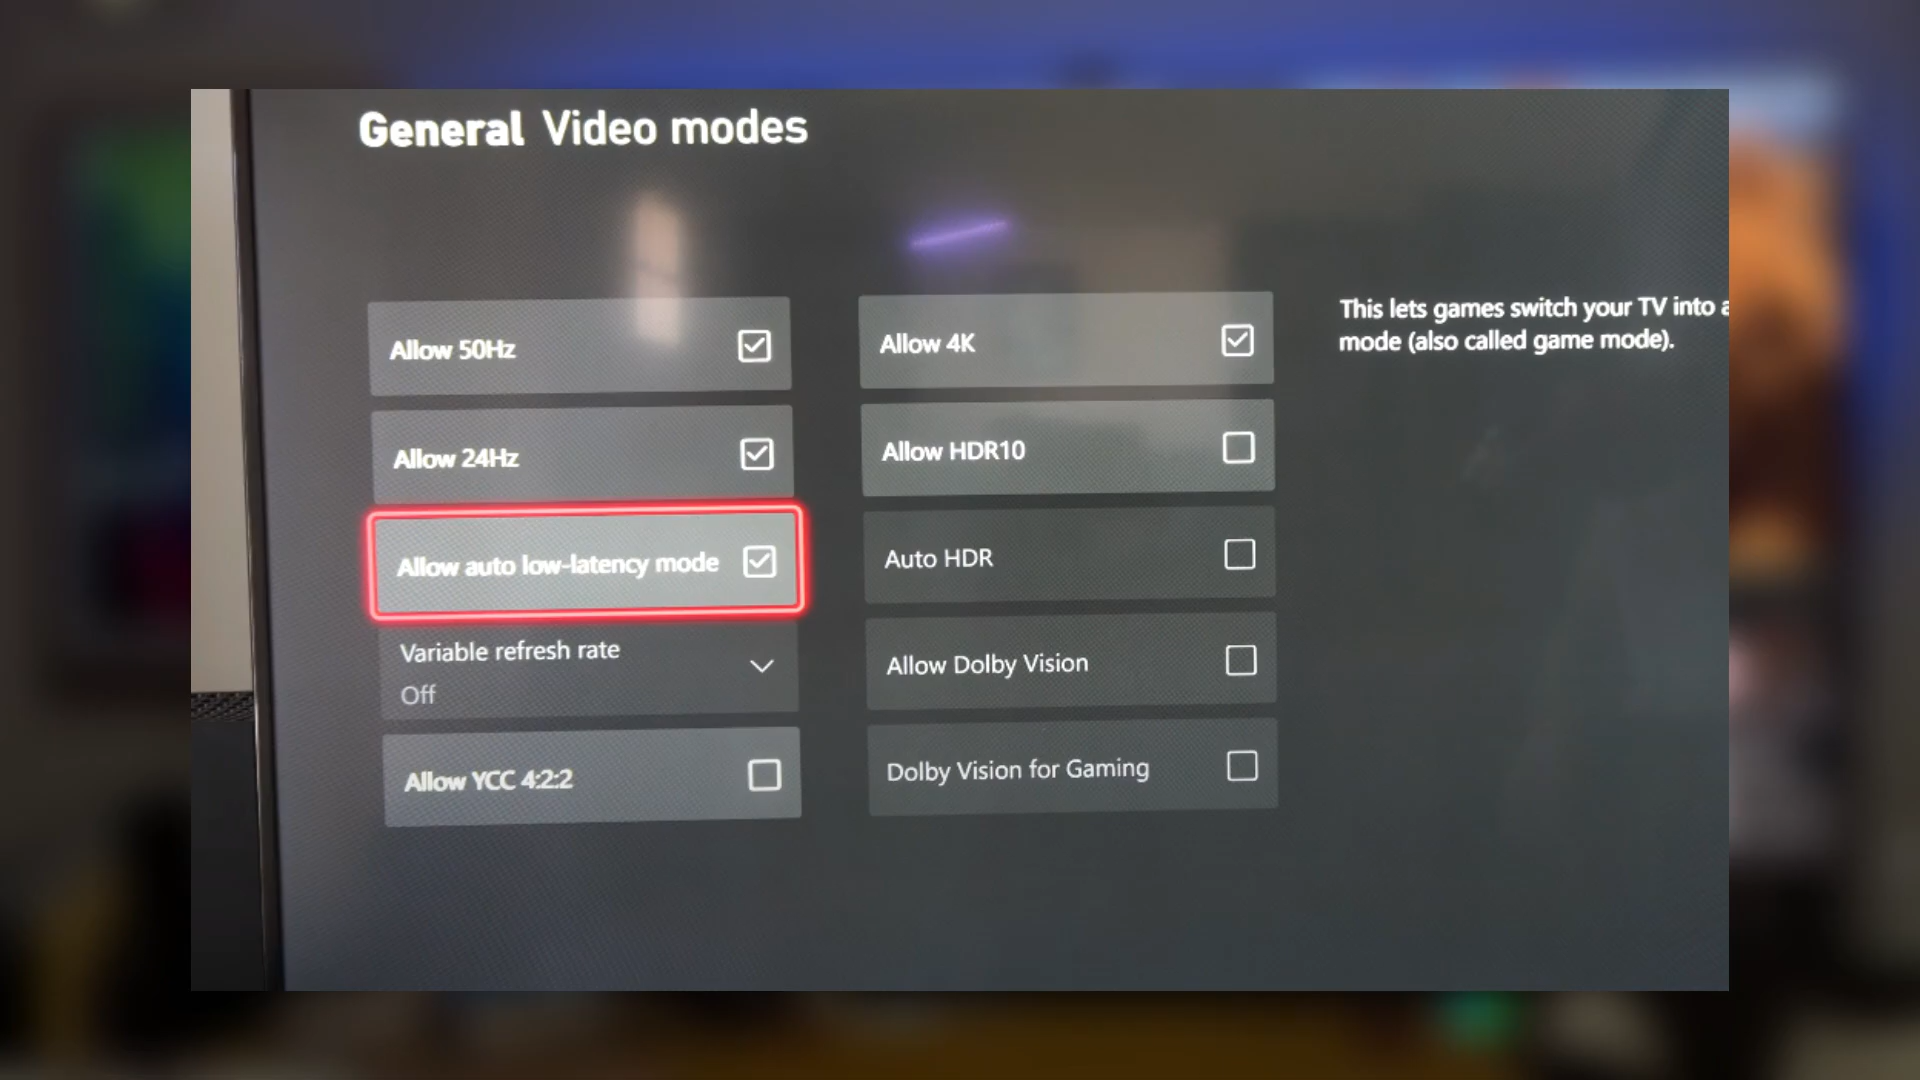 General Video modes
Allow 50Hz
Allow 24Hz
Allow auto low-latency mode
Variable refresh rate
Off
Allow YCC 4:2:2
Allow 4K
Allow HDR10
Auto HDR
Allow Dolby Vision
Dolby Vision for Gaming
This lets games switch your TV into a
mode (also called game mode).